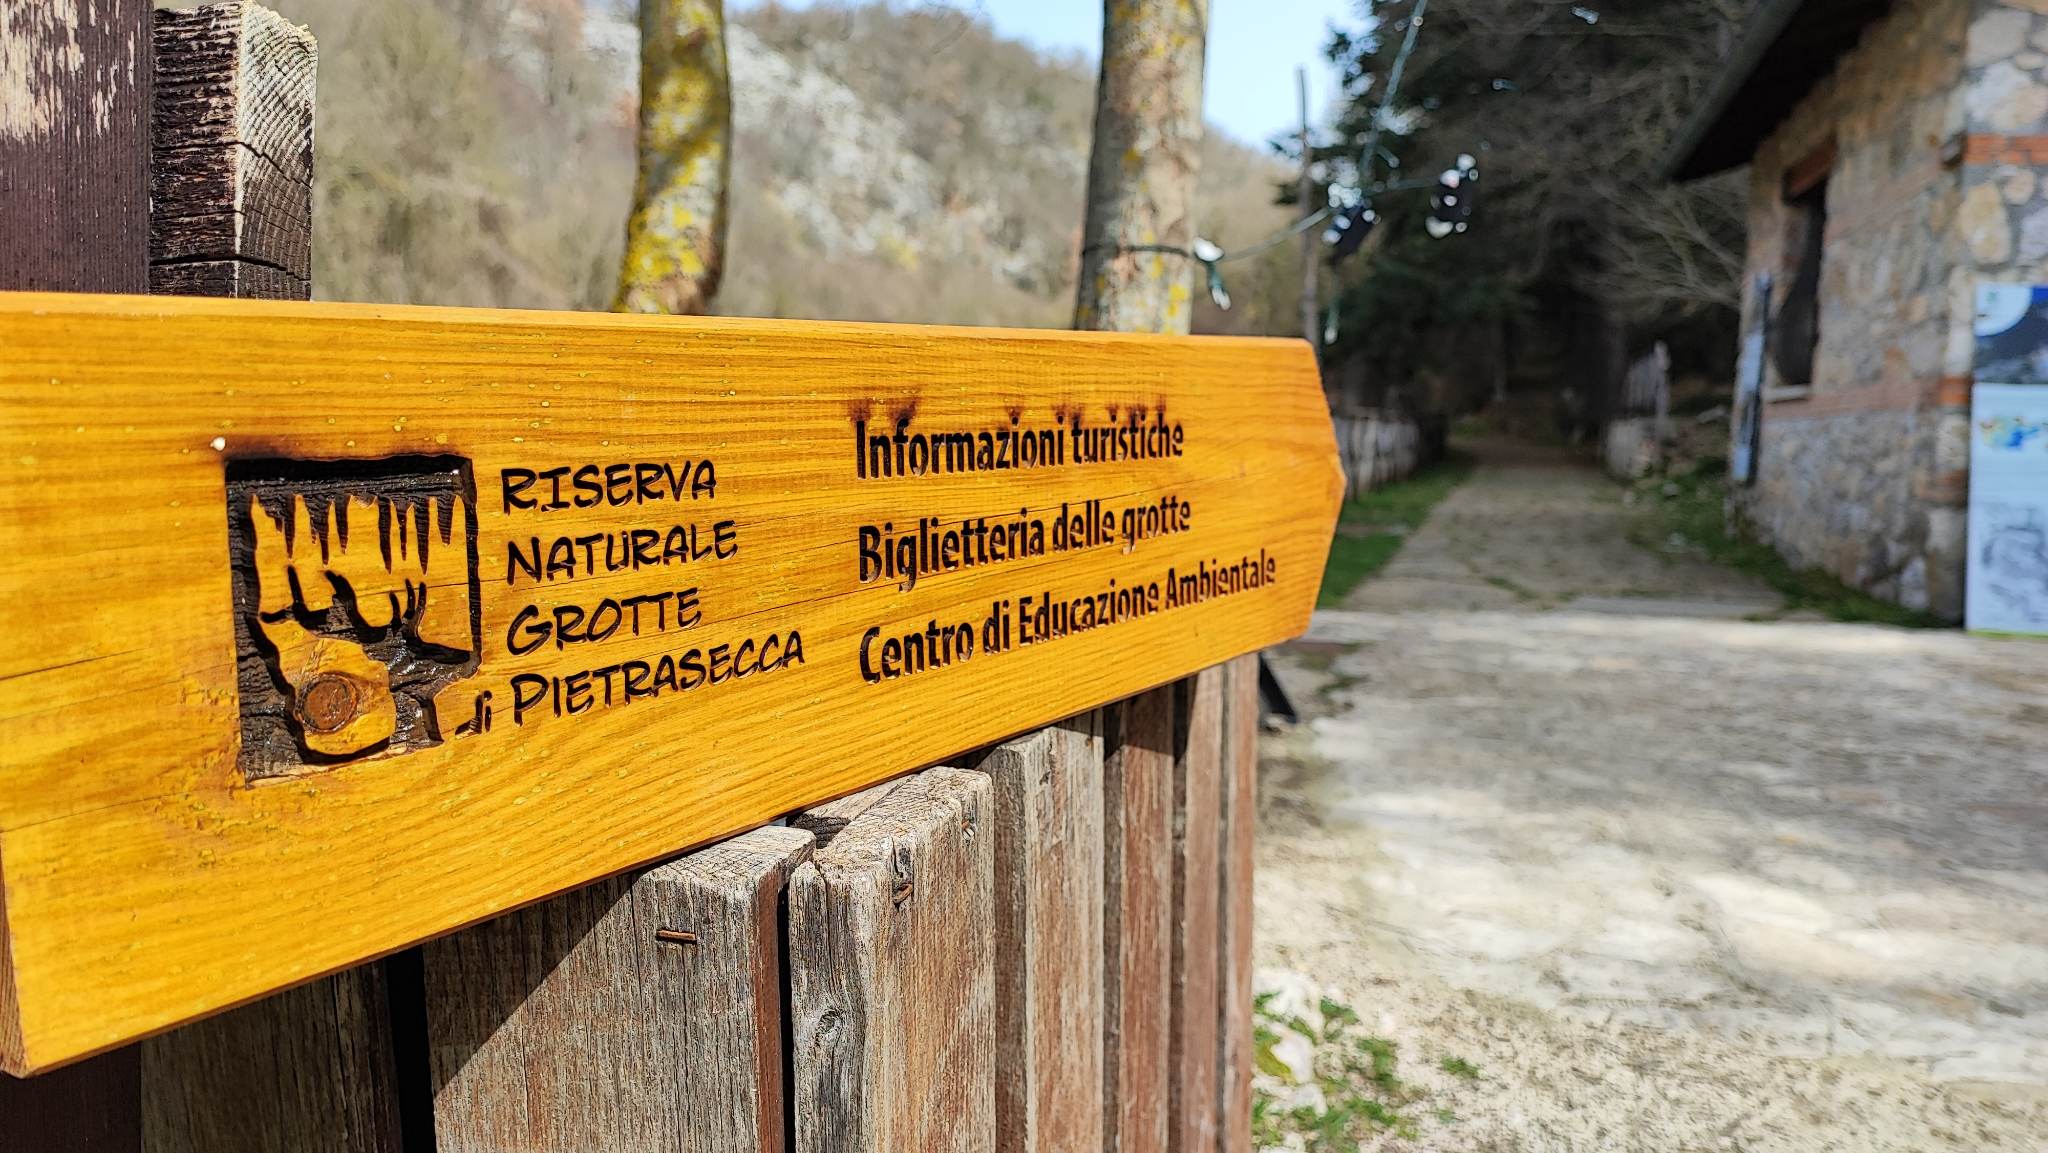 RISERVA
NATURALE
GROTTE
di PIETRASECCA
Informazioni turistiche
Biglietteria delle grotte
Centro di Educazione Ambientale